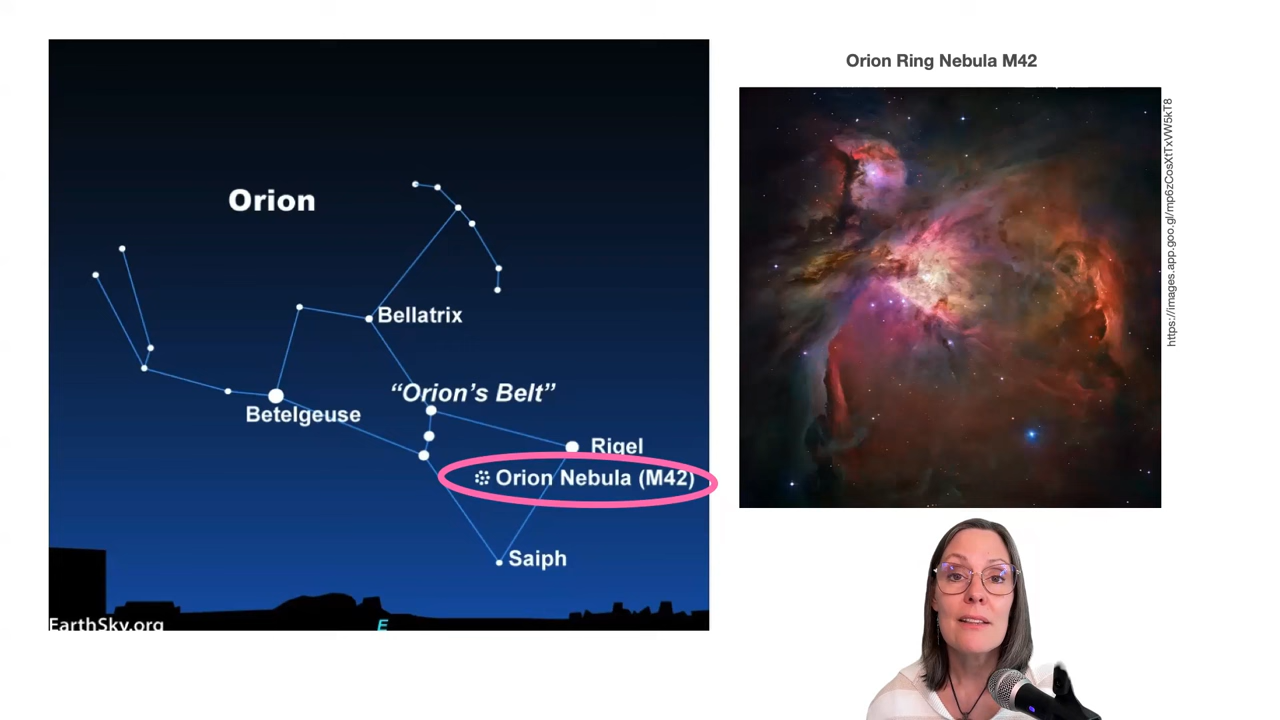 Orion Ring Nebula M42
Orion
Bellatrix
“Orion’s Belt”
Betelgeuse
Rigel
Orion Nebula (M42)
Saiph
EarthSky.org
E
https://images.app.goo.gl/mp6zCosXtTxVW5kT8